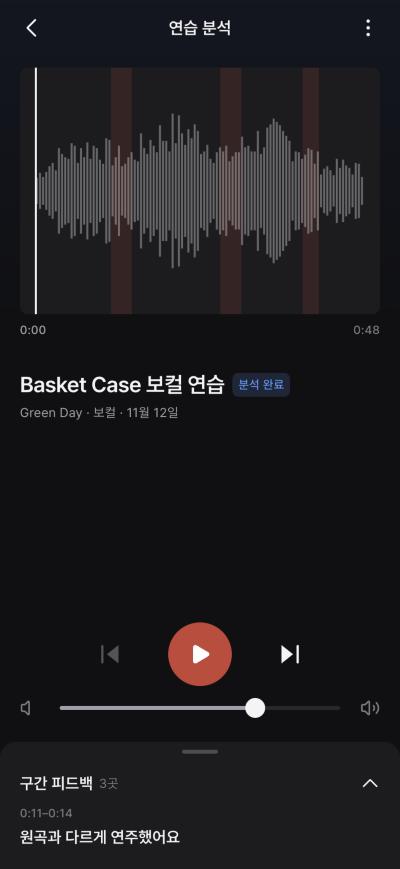 연습 분석
0:00 0:48
Basket Case 보컬 연습 분석 완료
Green Day · 보컬 · 11월 12일
구간 피드백 3곳
0:11–0:14
원곡과 다르게 연주했어요